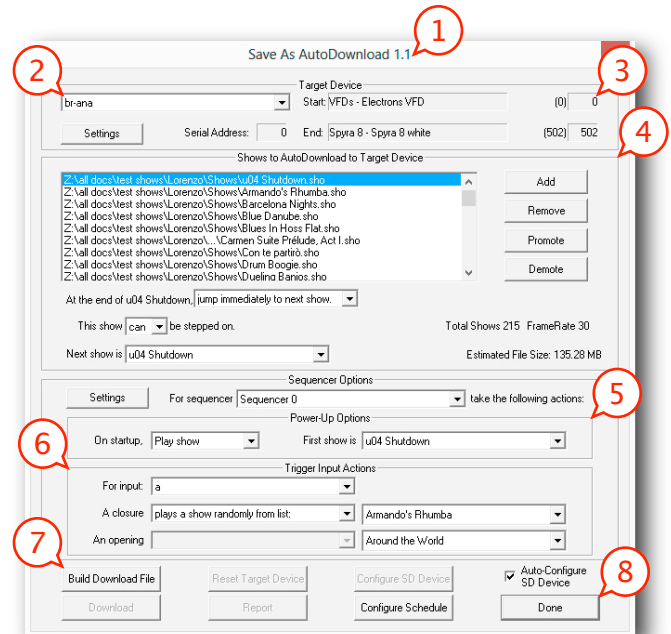 1
Save As AutoDownload 1.1
2
3
Target Device
br-ana
Start: VFDs - Electrons VFD
(0) 0
4
Settings
Serial Address: 0
End: Spyra 8 - Spyra 8 white
(502) 502
Shows to AutoDownload to Target Device
Z:\all docs\test shows\Lorenzo\Shows\u04 Shutdown.sho
Z:\all docs\test shows\Lorenzo\Shows\Armando's Rhumba.sho
Z:\all docs\test shows\Lorenzo\Shows\Barcelona Nights.sho
Z:\all docs\test shows\Lorenzo\Shows\Blue Danube.sho
Z:\all docs\test shows\Lorenzo\Shows\Blues In Hoss Flat.sho
Z:\all docs\test shows\Lorenzo\...\Carmen Suite Prélude, Act I.sho
Z:\all docs\test shows\Lorenzo\Shows\Con te partirò.sho
Z:\all docs\test shows\Lorenzo\Shows\Drum Boogie.sho
Z:\all docs\test shows\Lorenzo\Shows\Dueling Banjos.sho
Add
Remove
Promote
Demote
At the end of u04 Shutdown, jump immediately to next show.
This show can be stepped on.
Total Shows 215 FrameRate 30
Next show is u04 Shutdown
Estimated File Size: 135.28 MB
Sequencer Options
5
Settings
For sequencer Sequencer 0 take the following actions:
Power-Up Options
6
On startup, Play show
First show is u04 Shutdown
Trigger Input Actions
For input: a
A closure plays a show randomly from list: Armando's Rhumba
7
An opening Around the World
Build Download File
Reset Target Device
Configure SD Device
Auto-Configure
SD Device
8
Download
Report
Configure Schedule
Done